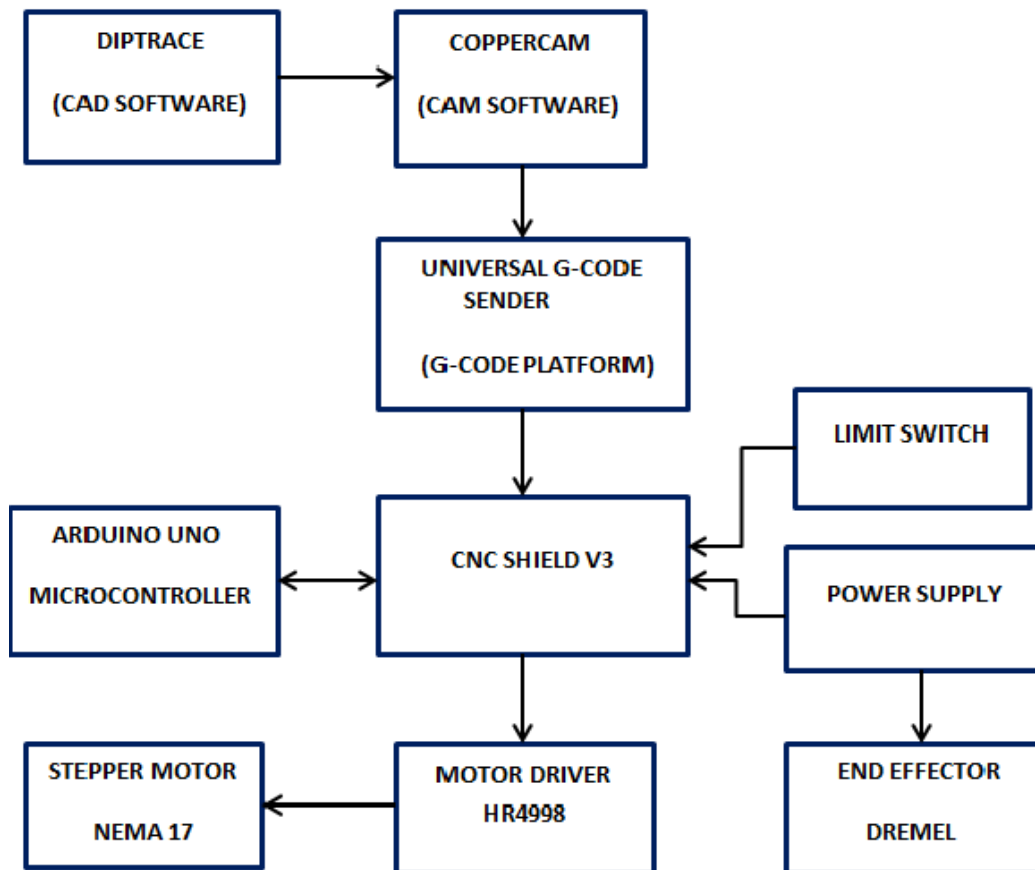 DIPTRACE
(CAD SOFTWARE)
COPPERCAM
(CAM SOFTWARE)
UNIVERSAL G-CODE
SENDER
(G-CODE PLATFORM)
LIMIT SWITCH
ARDUINO UNO
MICROCONTROLLER
CNC SHIELD V3
POWER SUPPLY
STEPPER MOTOR
NEMA 17
MOTOR DRIVER
HR4998
END EFFECTOR
DREMEL